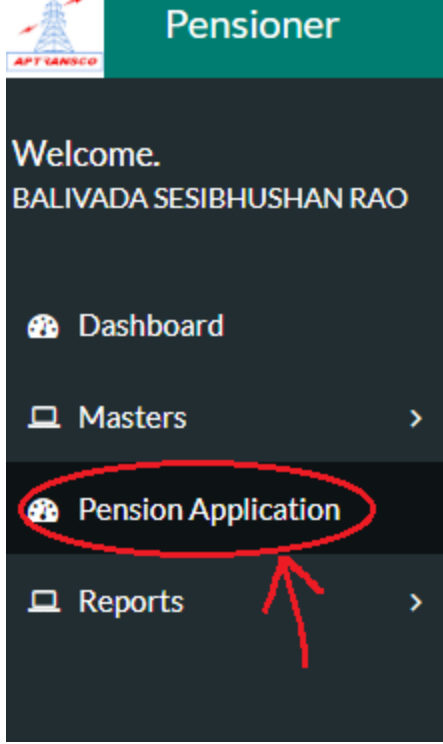 Pensioner
APTRANSCO
Welcome.
BALIVADA SESIBHUSHAN RAO
Dashboard
Masters
Pension Application
Reports